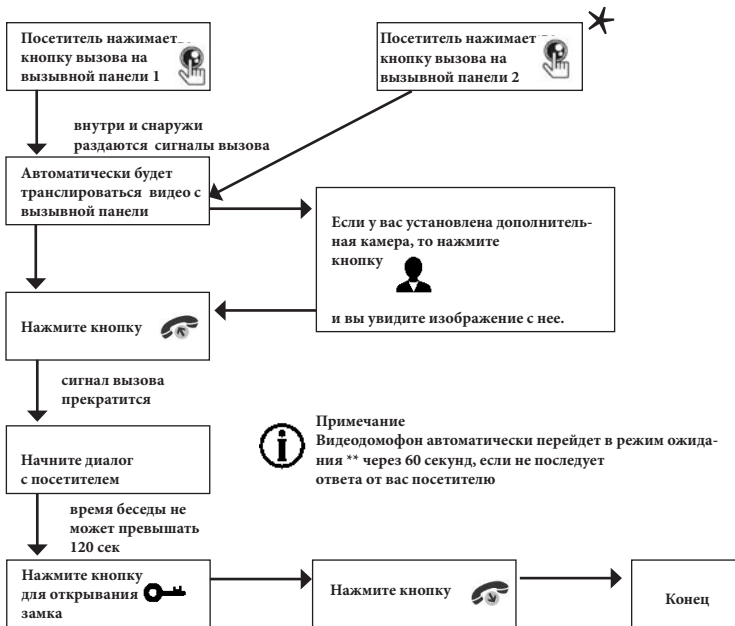 Посетитель нажимает
кнопку вызова на
вызывной панели 1
Посетитель нажимает
кнопку вызова на
вызывной панели 2
внутри и снаружи
раздаются сигналы вызова
Автоматически будет
транслироваться видео с
вызывной панели
Если у вас установлена дополнитель-
ная камера, то нажмите
кнопку
и вы увидите изображение с нее.
Нажмите кнопку
сигнал вызова
прекратится
Примечание
Видеодомофон автоматически перейдет в режим ожида-
ния ** через 60 секунд, если не последует
ответа от вас посетителю
Начните диалог
с посетителем
время беседы не
может превышать
120 сек
Нажмите кнопку
для открывания
замка
Нажмите кнопку
Конец